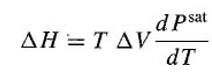 ΔH = T ΔV dP^sat/dT